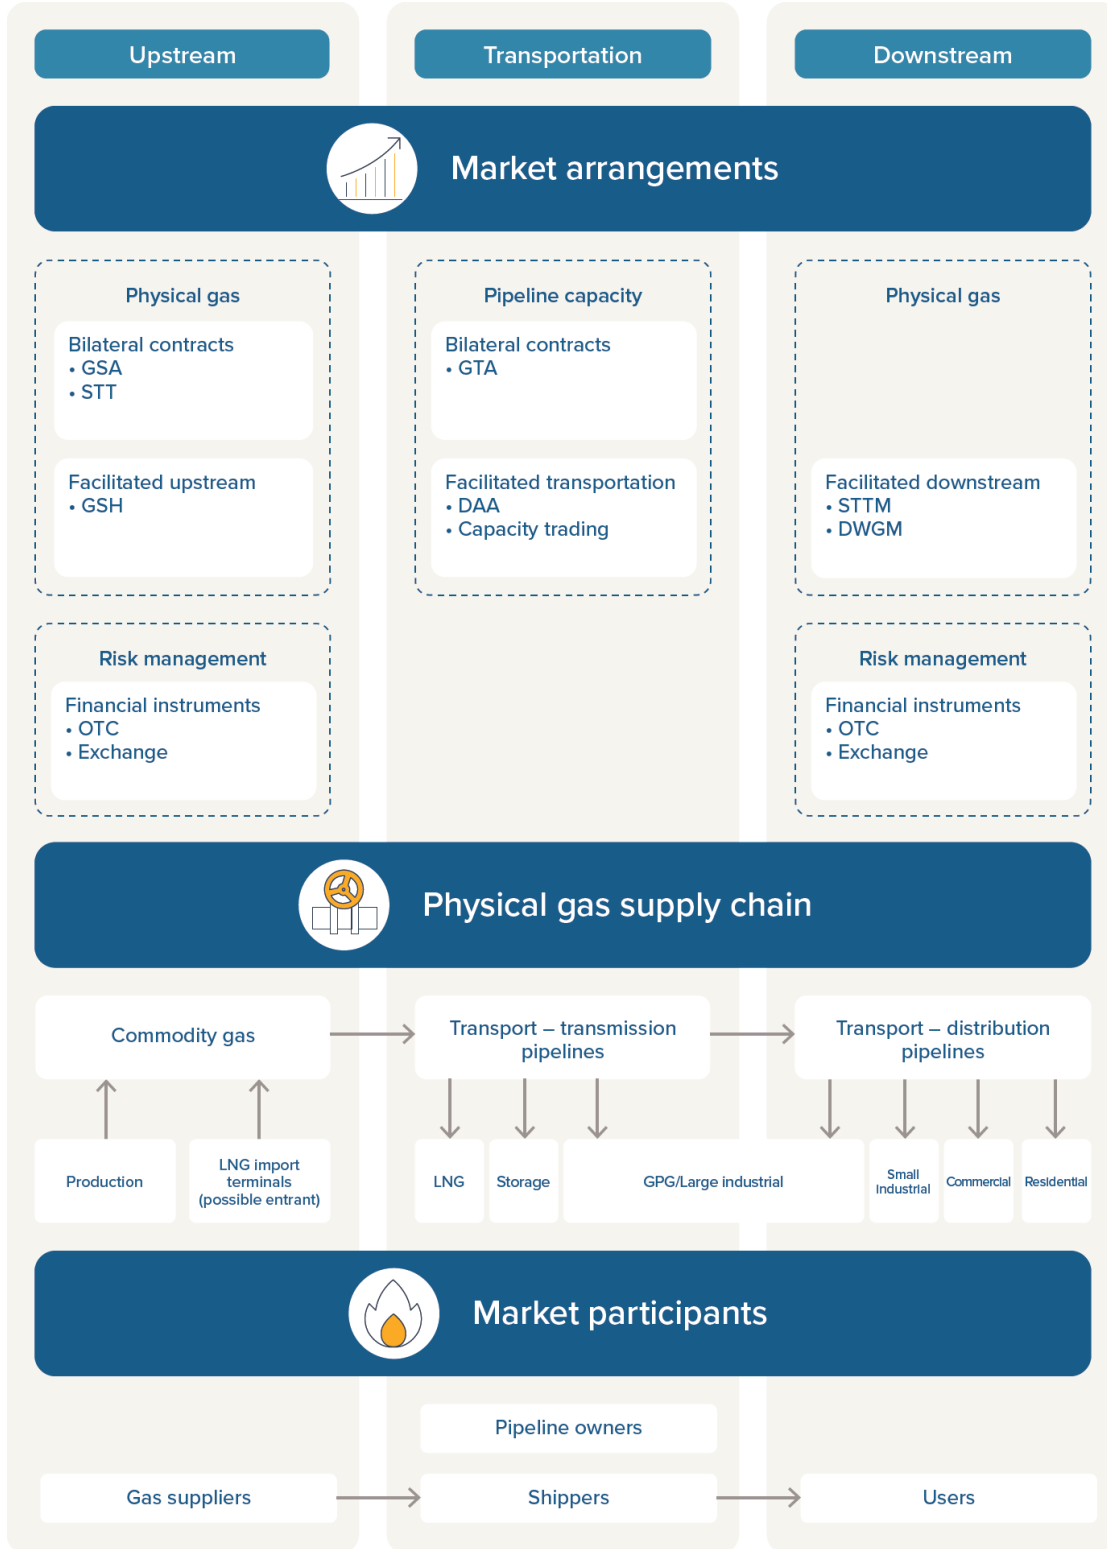 Upstream
Transportation
Downstream
Market arrangements
Physical gas
Bilateral contracts
• GSA
• STT
Facilitated upstream
• GSH
Pipeline capacity
Bilateral contracts
• GTA
Facilitated transportation
• DAA
• Capacity trading
Physical gas
Facilitated downstream
• STTM
• DWGM
Risk management
Financial instruments
• OTC
• Exchange
Risk management
Financial instruments
• OTC
• Exchange
Physical gas supply chain
Commodity gas
Transport – transmission
pipelines
Transport – distribution
pipelines
Production
LNG import
terminals
(possible entrant)
LNG
Storage
GPG/Large industrial
Small
industrial
Commercial
Residential
Market participants
Pipeline owners
Gas suppliers
Shippers
Users